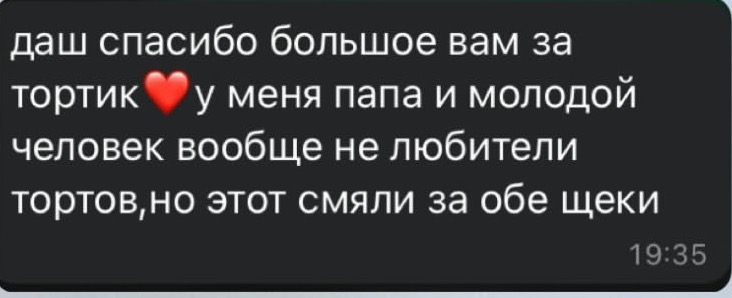 даш спасибо большое вам за
тортик❤️у меня папа и молодой
человек вообще не любители
тортов,но этот смяли за обе щеки
19:35